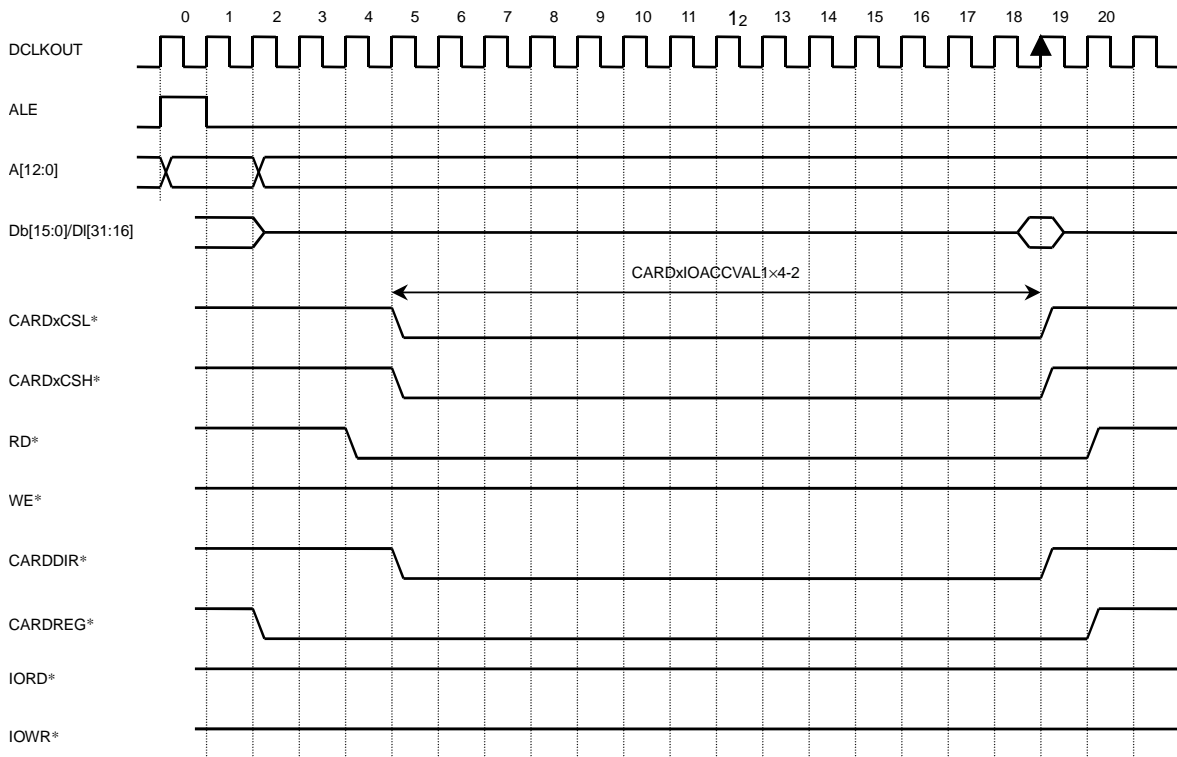 0 1 2 3 4 5 6 7 8 9 10 11 12 13 14 15 16 17 18 19 20
DCLKOUT
ALE
A[12:0]
Db[15:0]/Dl[31:16]
CARDxIOACCVAL1×4-2
CARDxCSL*
CARDxCSH*
RD*
WE*
CARDDIR*
CARDREG*
IORD*
IOWR*